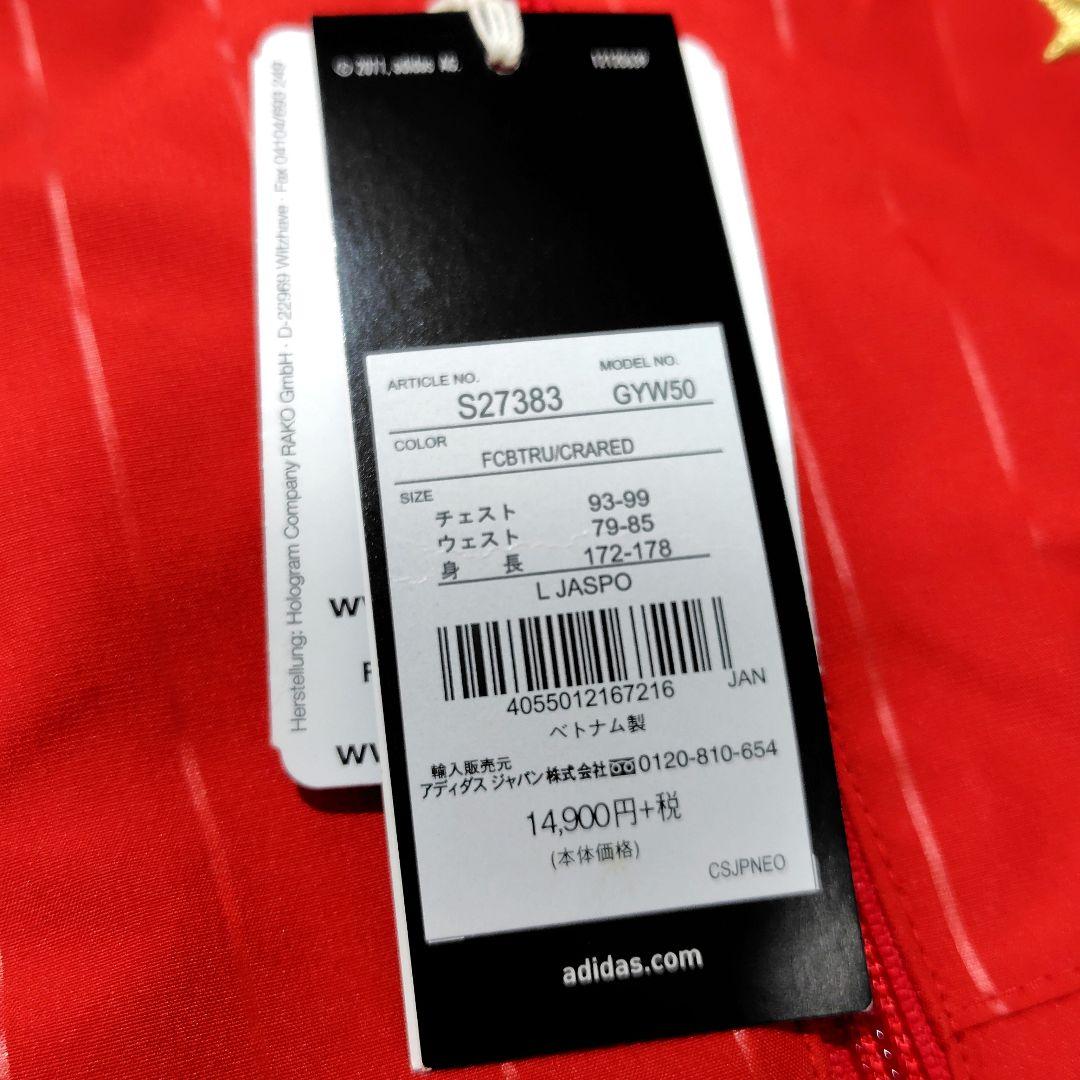 © 2011, adidas AG.
ARTICLE NO.
S27383
MODEL NO.
GYW50
COLOR
FCBTRU/CRARED
SIZE
チェスト 93-99
ウェスト 79-85
身長 172-178
L JASPO
4055012167216
JAN
ベトナム製
輸入販売元
アディダス ジャパン株式会社 0120-810-654
14,900円+税
(本体価格)
CSJPNEO
adidas.com
Herstellung: Hologram Company RAKO GmbH · D-22969 Witzhave · Fax 04104/693 249